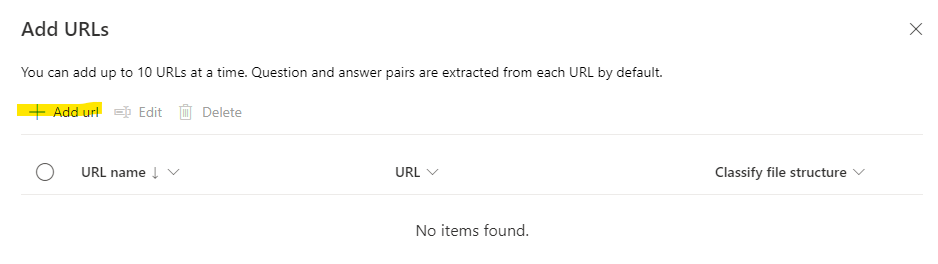 Add URLs
You can add up to 10 URLs at a time. Question and answer pairs are extracted from each URL by default.
Add url Edit Delete
URL name URL Classify file structure
No items found.